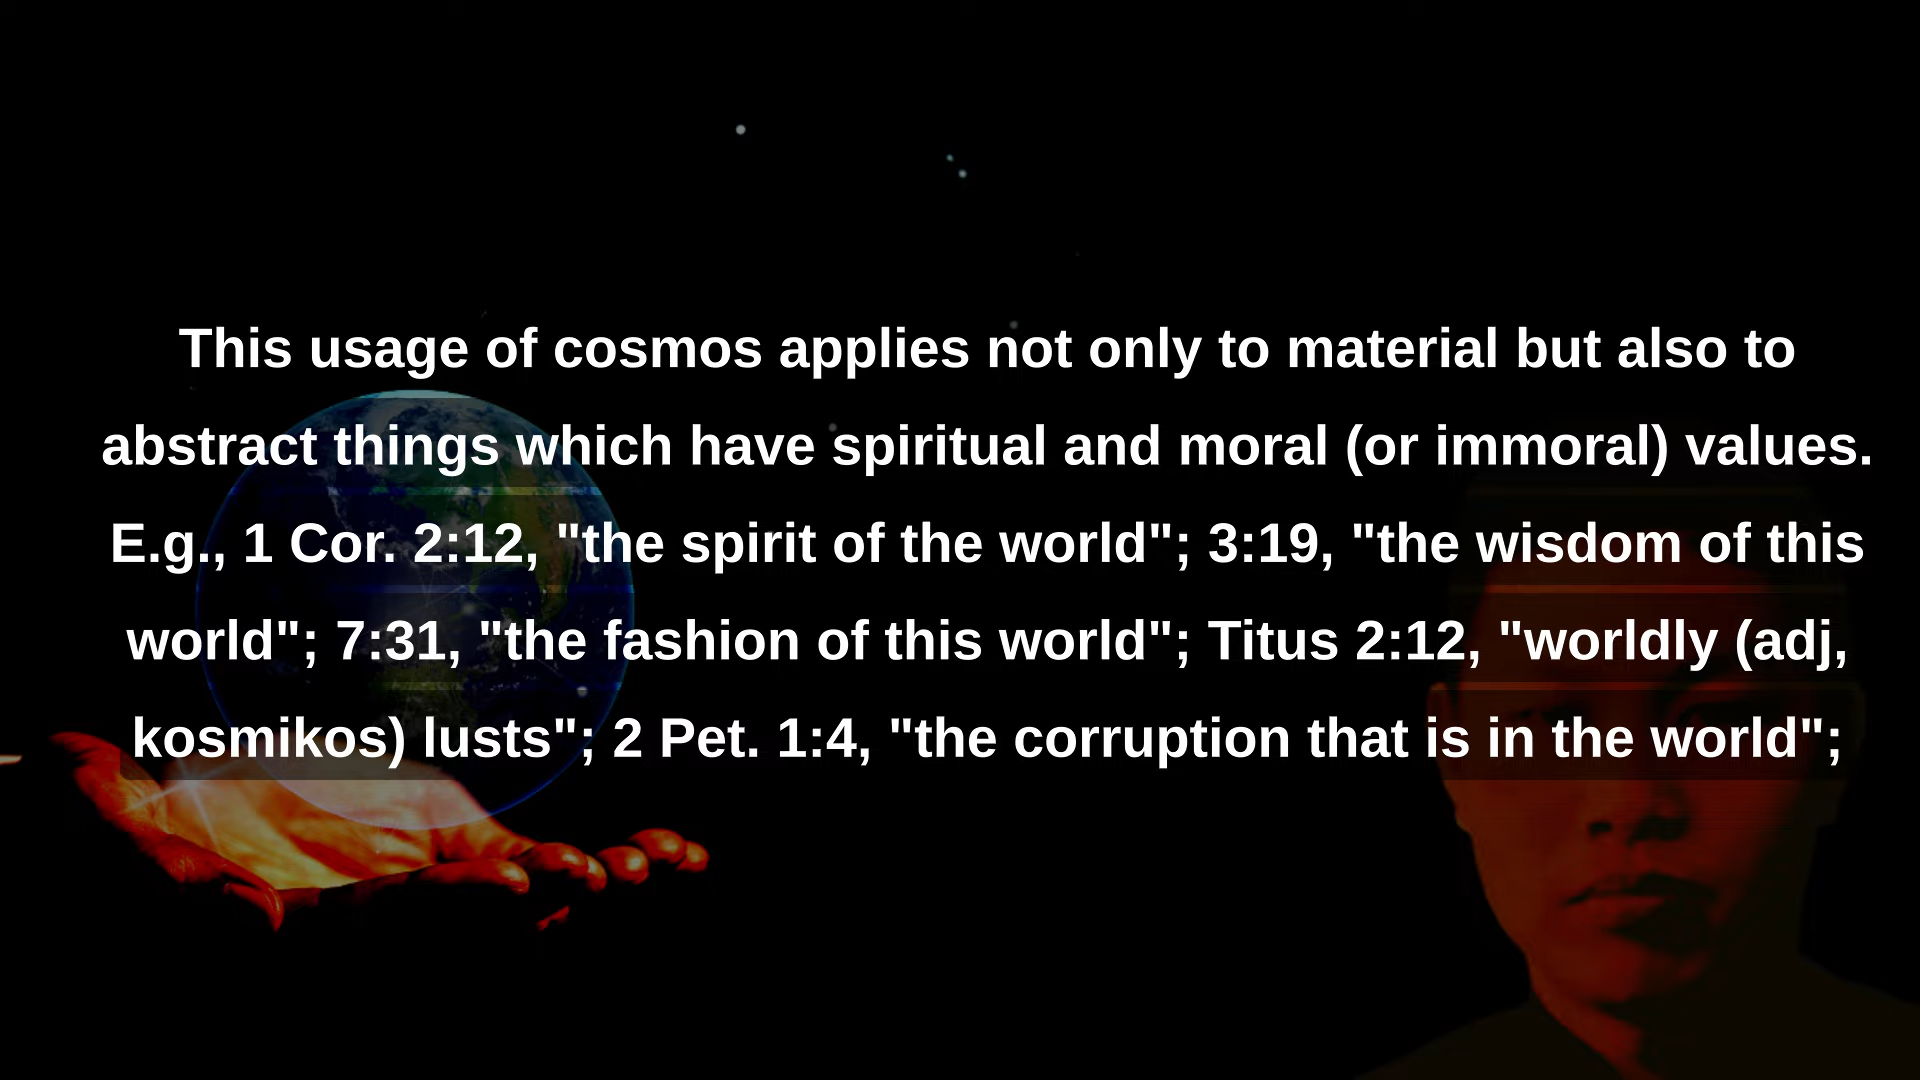 This usage of cosmos applies not only to material but also to
abstract things which have spiritual and moral (or immoral) values.
E.g., 1 Cor. 2:12, "the spirit of the world"; 3:19, "the wisdom of this
world"; 7:31, "the fashion of this world"; Titus 2:12, "worldly (adj,
kosmikos) lusts"; 2 Pet. 1:4, "the corruption that is in the world";